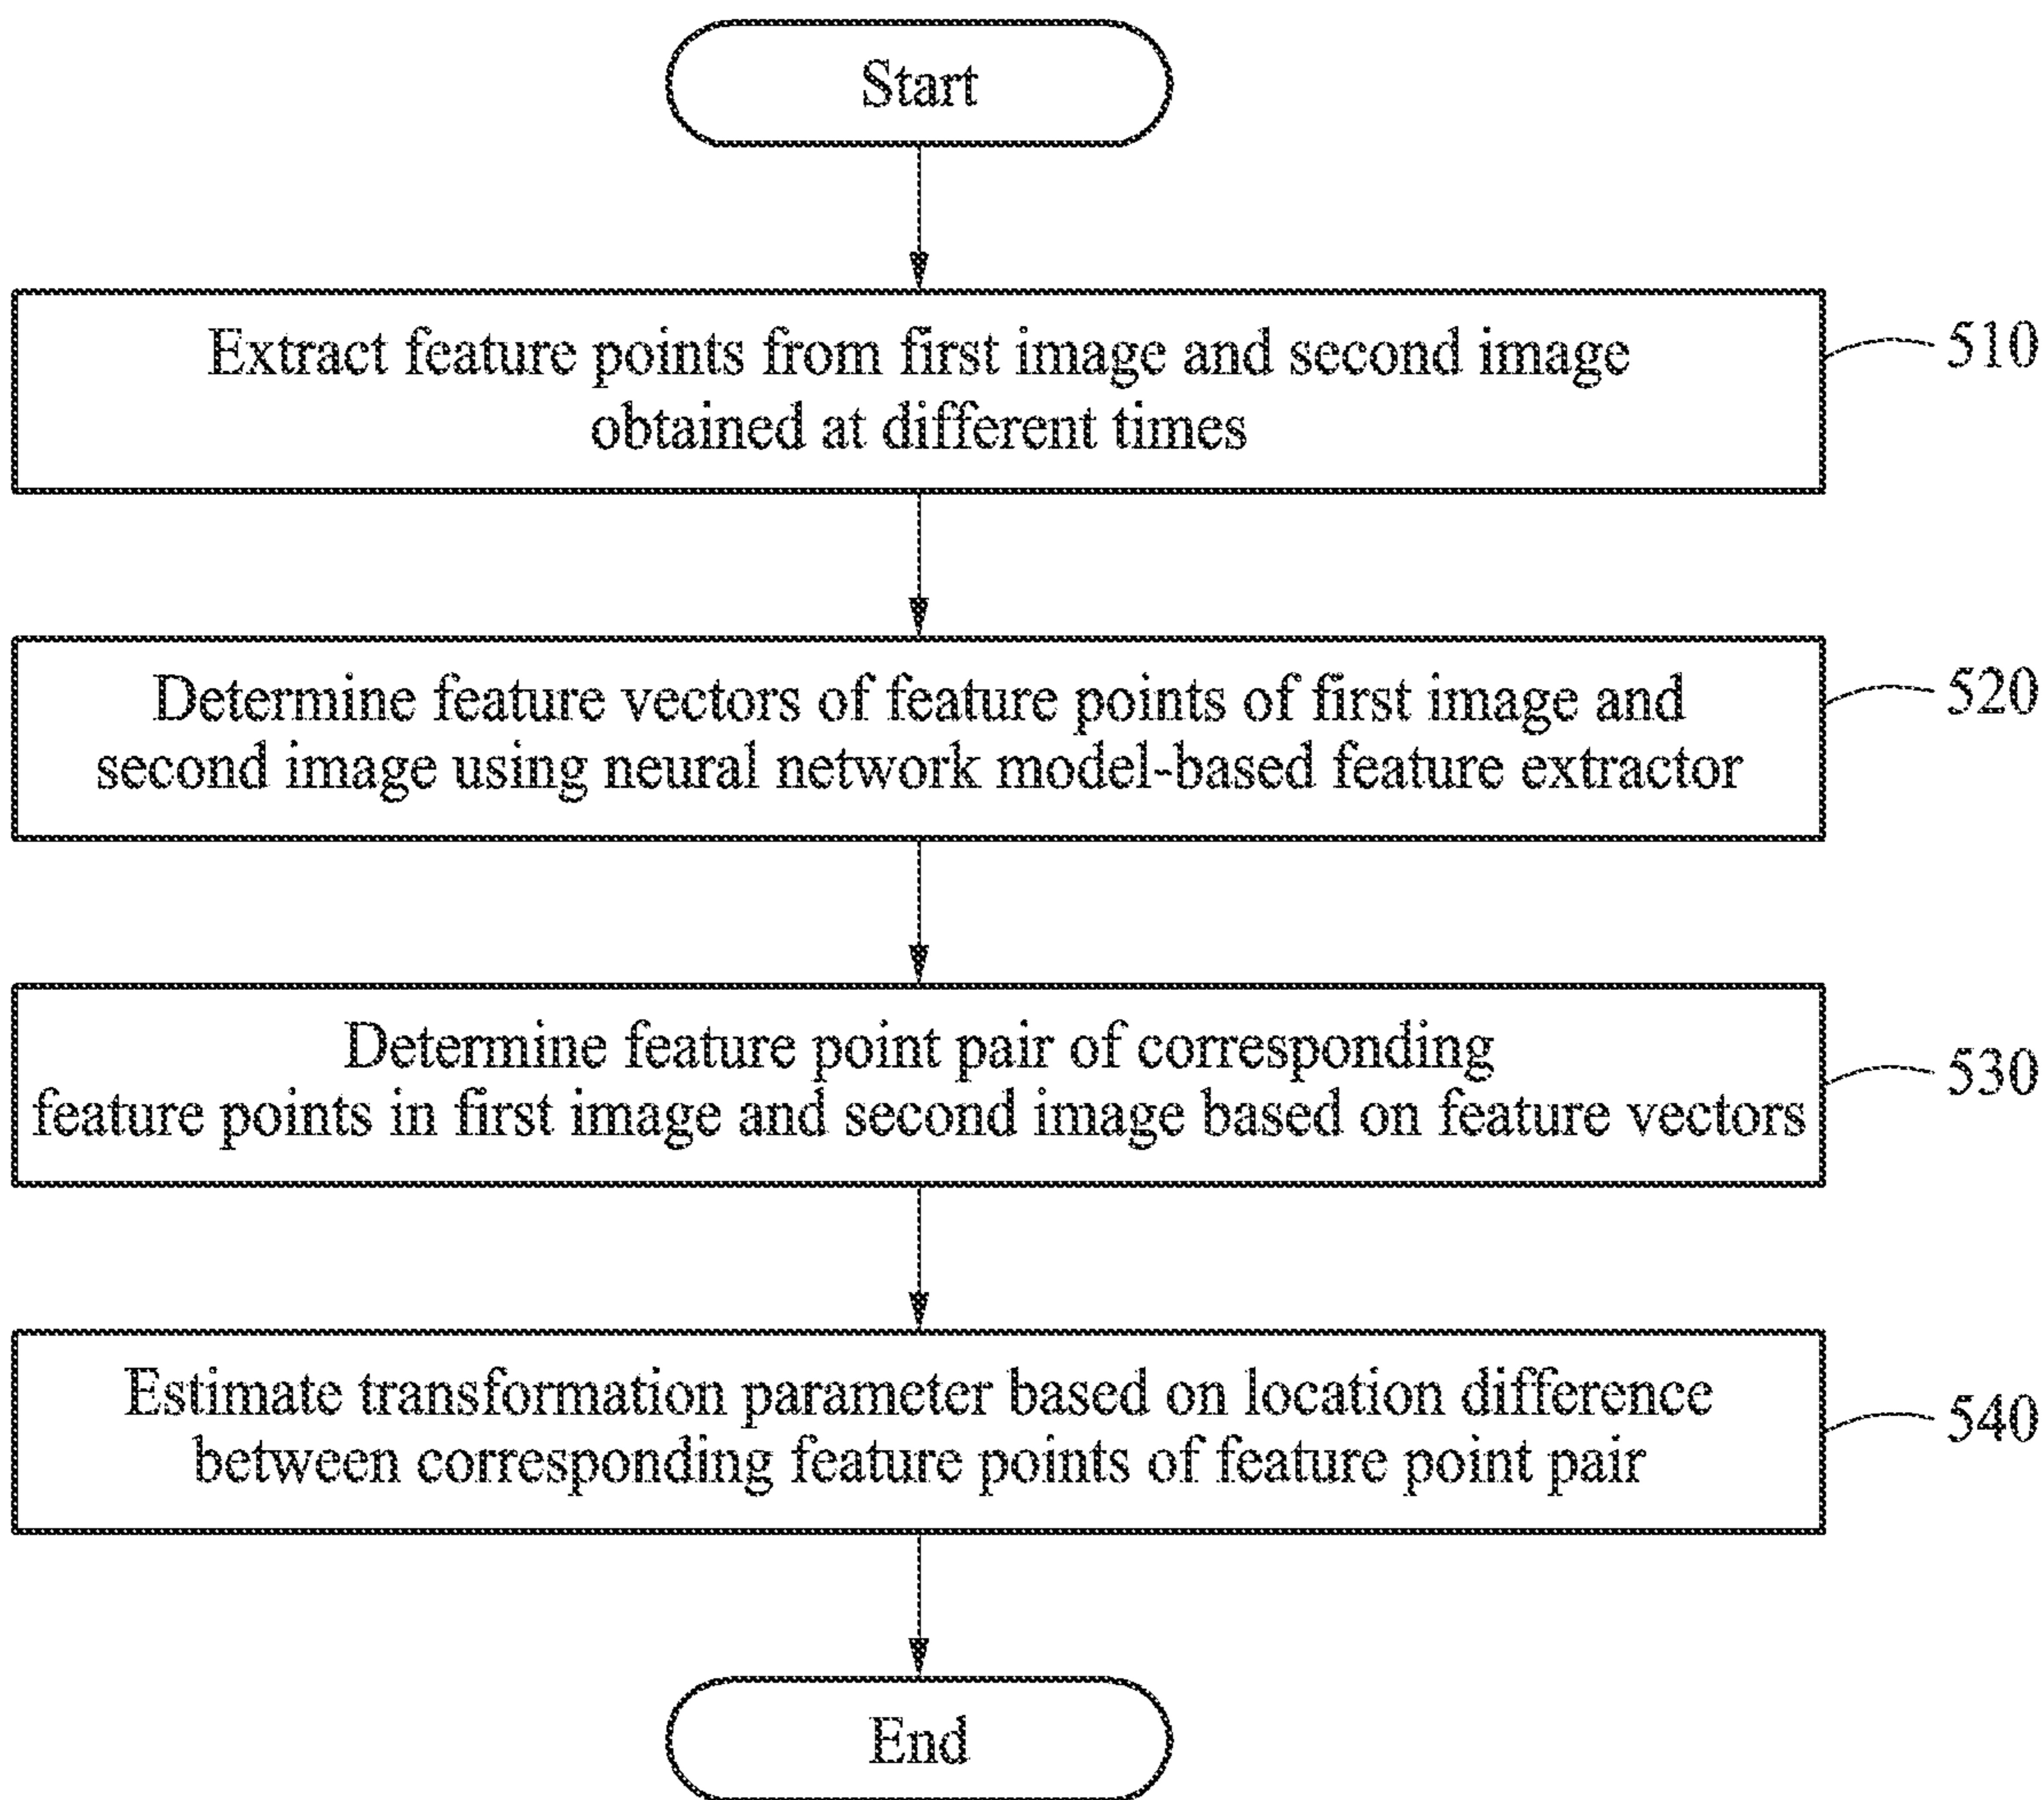 Start
Extract feature points from first image and second image
obtained at different times
510
Determine feature vectors of feature points of first image and
second image using neural network model-based feature extractor
520
Determine feature point pair of corresponding
feature points in first image and second image based on feature vectors
530
Estimate transformation parameter based on location difference
between corresponding feature points of feature point pair
540
End